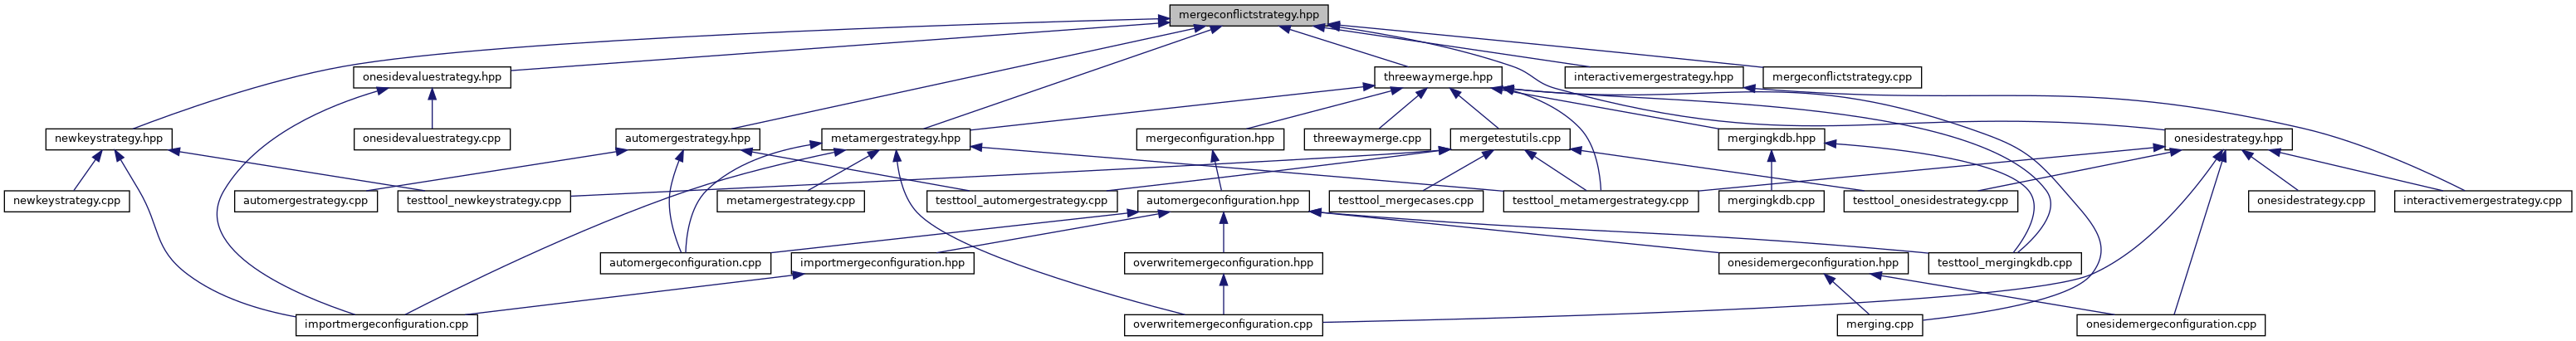 mergeconflictstrategy.hpp
onesidevaluestrategy.hpp
threewaymerge.hpp
interactivemergestrategy.hpp
mergeconflictstrategy.cpp
newkeystrategy.hpp
onesidevaluestrategy.cpp
automergestrategy.hpp
metamergestrategy.hpp
mergeconfiguration.hpp
threewaymerge.cpp
mergetestutils.cpp
mergingkdb.hpp
onesidestrategy.hpp
newkeystrategy.cpp
automergestrategy.cpp
testtool_newkeystrategy.cpp
metamergestrategy.cpp
testtool_automergestrategy.cpp
automergeconfiguration.hpp
testtool_mergecases.cpp
testtool_metamergestrategy.cpp
mergingkdb.cpp
testtool_onesidestrategy.cpp
onesidestrategy.cpp
interactivemergestrategy.cpp
automergeconfiguration.cpp
importmergeconfiguration.hpp
overwritemergeconfiguration.hpp
onesidemergeconfiguration.hpp
testtool_mergingkdb.cpp
importmergeconfiguration.cpp
overwritemergeconfiguration.cpp
merging.cpp
onesidemergeconfiguration.cpp